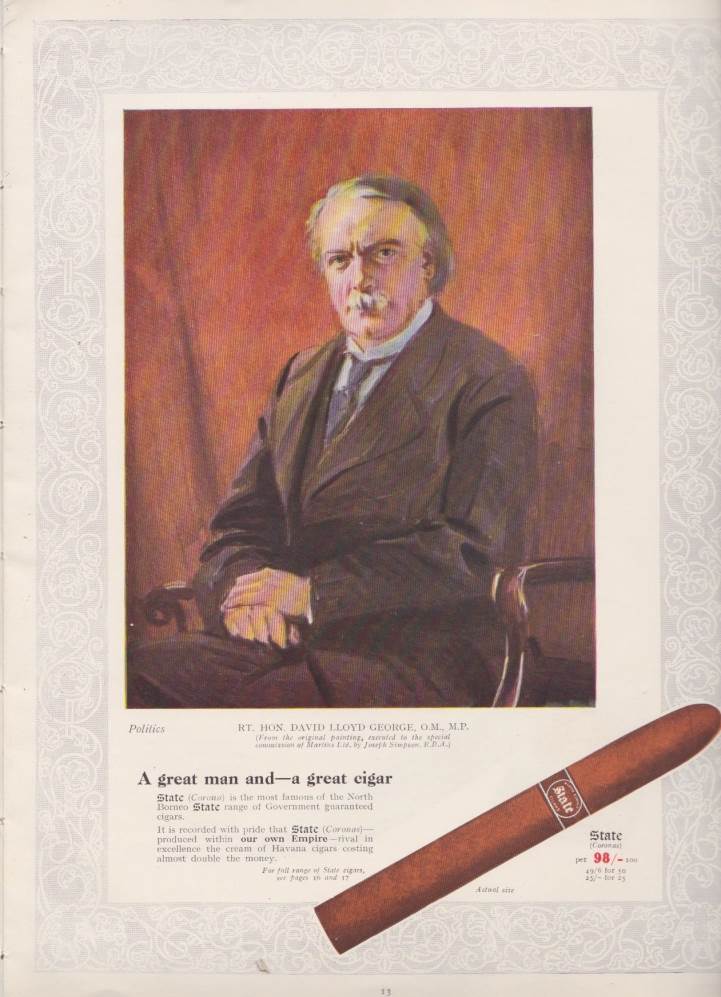 Politics
RT. HON. DAVID LLOYD GEORGE, O.M., M.P.
(From the original painting, executed to the special
commission of Martins Ltd. by Joseph Simpson, R.B.A.)
A great man and—a great cigar
State (Corona) is the most famous of the North
Borneo State range of Government guaranteed
cigars.
It is recorded with pride that State (Coronas)—
produced within our own Empire—rival in
excellence the cream of Havana cigars costing
almost double the money.
For full range of State cigars,
see pages 16 and 17
State
State
(Coronas)
per 98/- 100
49/6 for 50
25/- for 25
Actual size
13